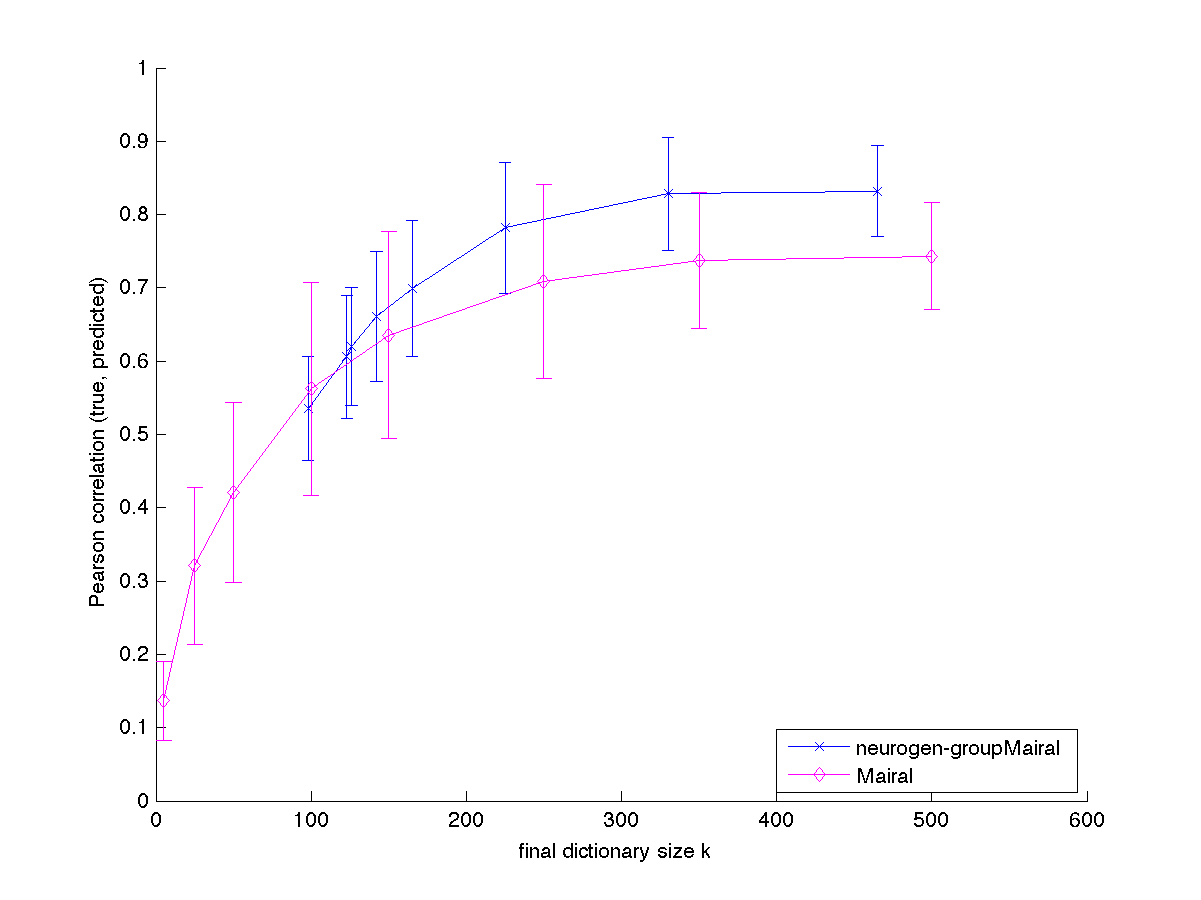 1
0.9
0.8
0.7
0.6
0.5
0.4
0.3
0.2
0.1
0
Pearson correlation (true, predicted)
neurogen-groupMairal
Mairal
0 100 200 300 400 500 600
final dictionary size k